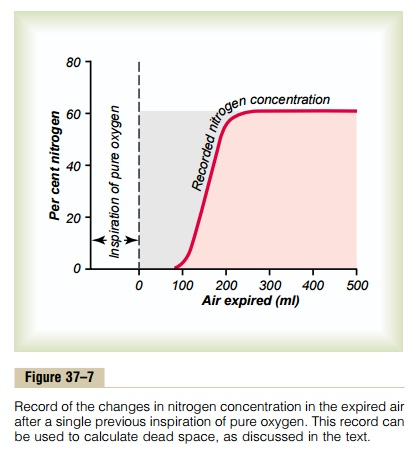 80
60
40
20
0
Per cent nitrogen
Inspiration of pure oxygen
Recorded nitrogen concentration
0 100 200 300 400 500
Air expired (ml)
Figure 37–7
Record of the changes in nitrogen concentration in the expired air
after a single previous inspiration of pure oxygen. This record can
be used to calculate dead space, as discussed in the text.